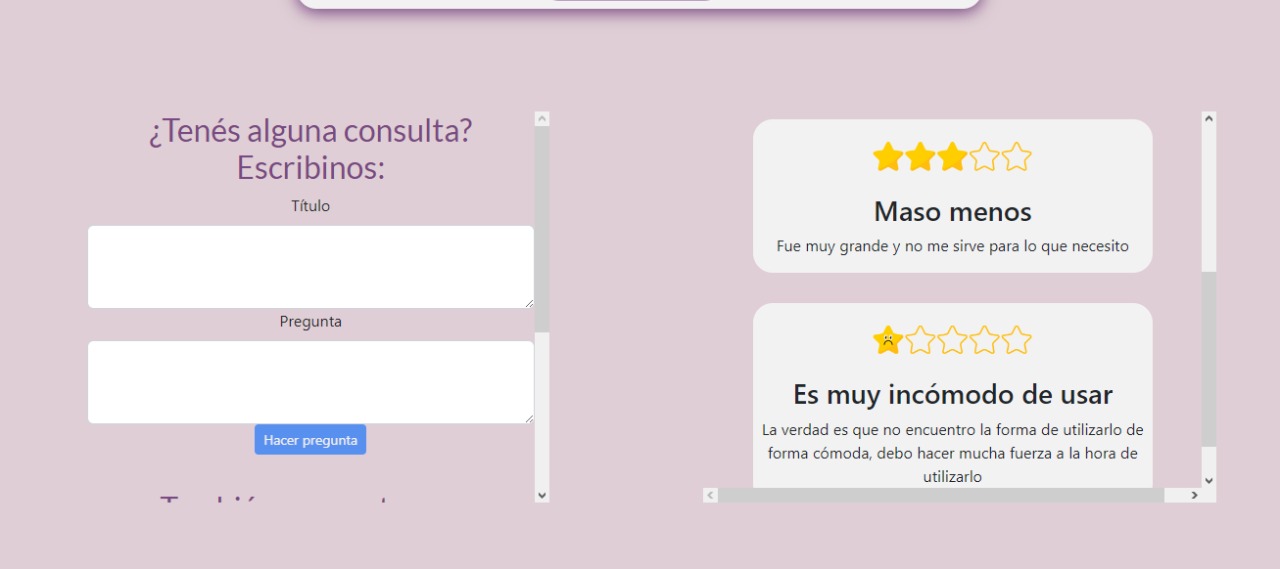 ¿Tenés alguna consulta?
Escribinos:
Título
Pregunta
Hacer pregunta
Maso menos
Fue muy grande y no me sirve para lo que necesito
Es muy incómodo de usar
La verdad es que no encuentro la forma de utilizarlo de
forma cómoda, debo hacer mucha fuerza a la hora de
utilizarlo